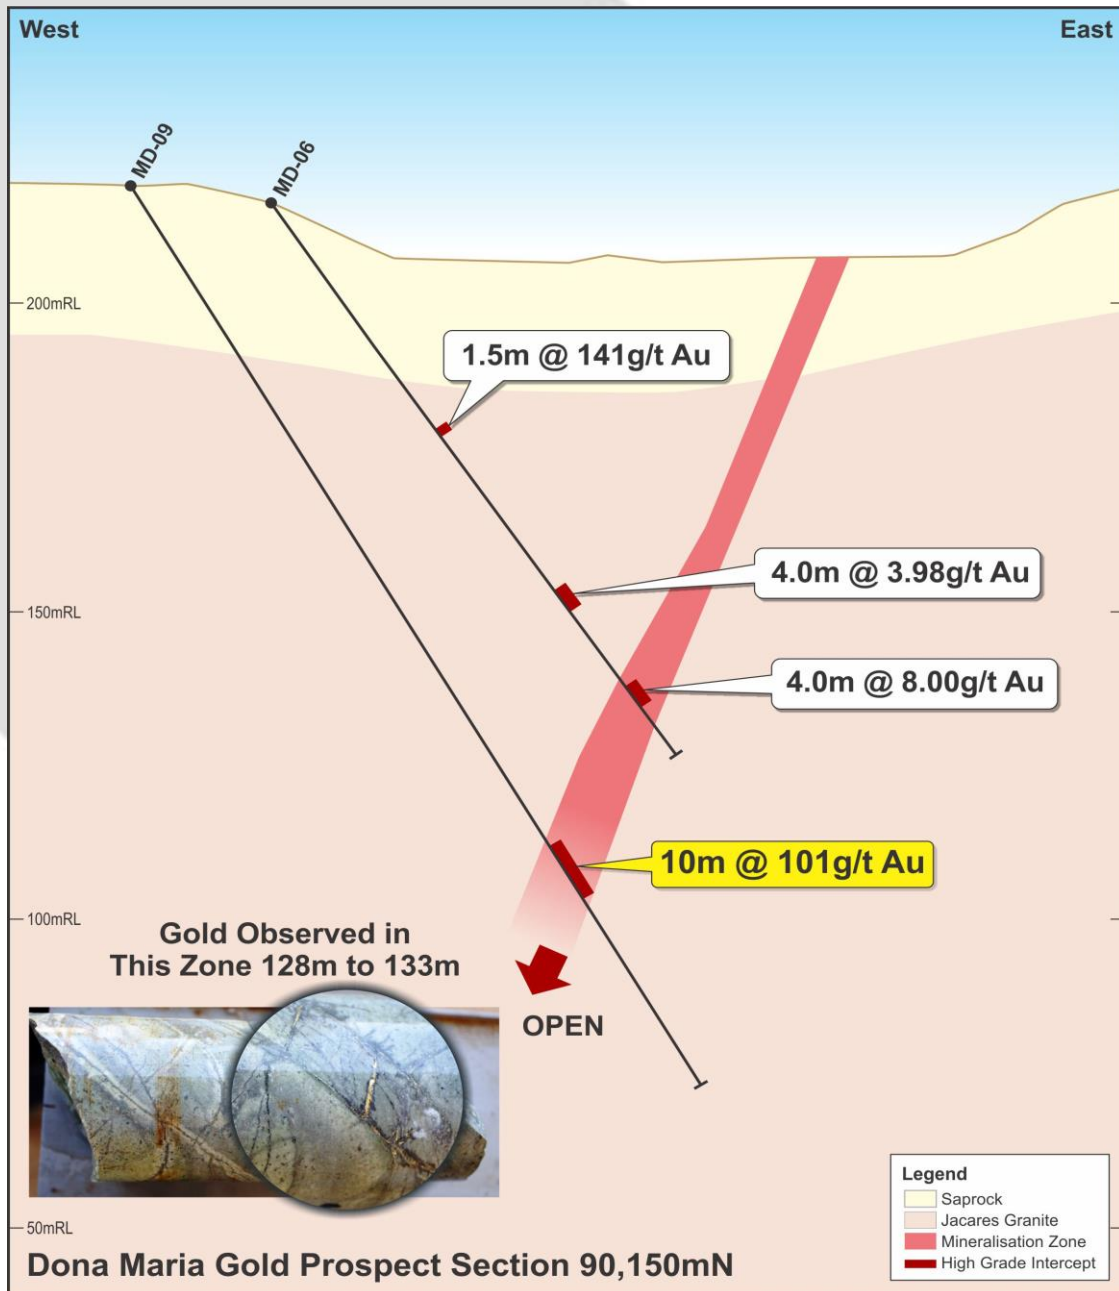 West
East
MD-09
MD-06
200mRL
1.5m @ 141g/t Au
150mRL
4.0m @ 3.98g/t Au
4.0m @ 8.00g/t Au
10m @ 101g/t Au
100mRL
Gold Observed in
This Zone 128m to 133m
OPEN
50mRL
Legend
Saprock
Jacares Granite
Mineralisation Zone
High Grade Intercept
Dona Maria Gold Prospect Section 90,150mN